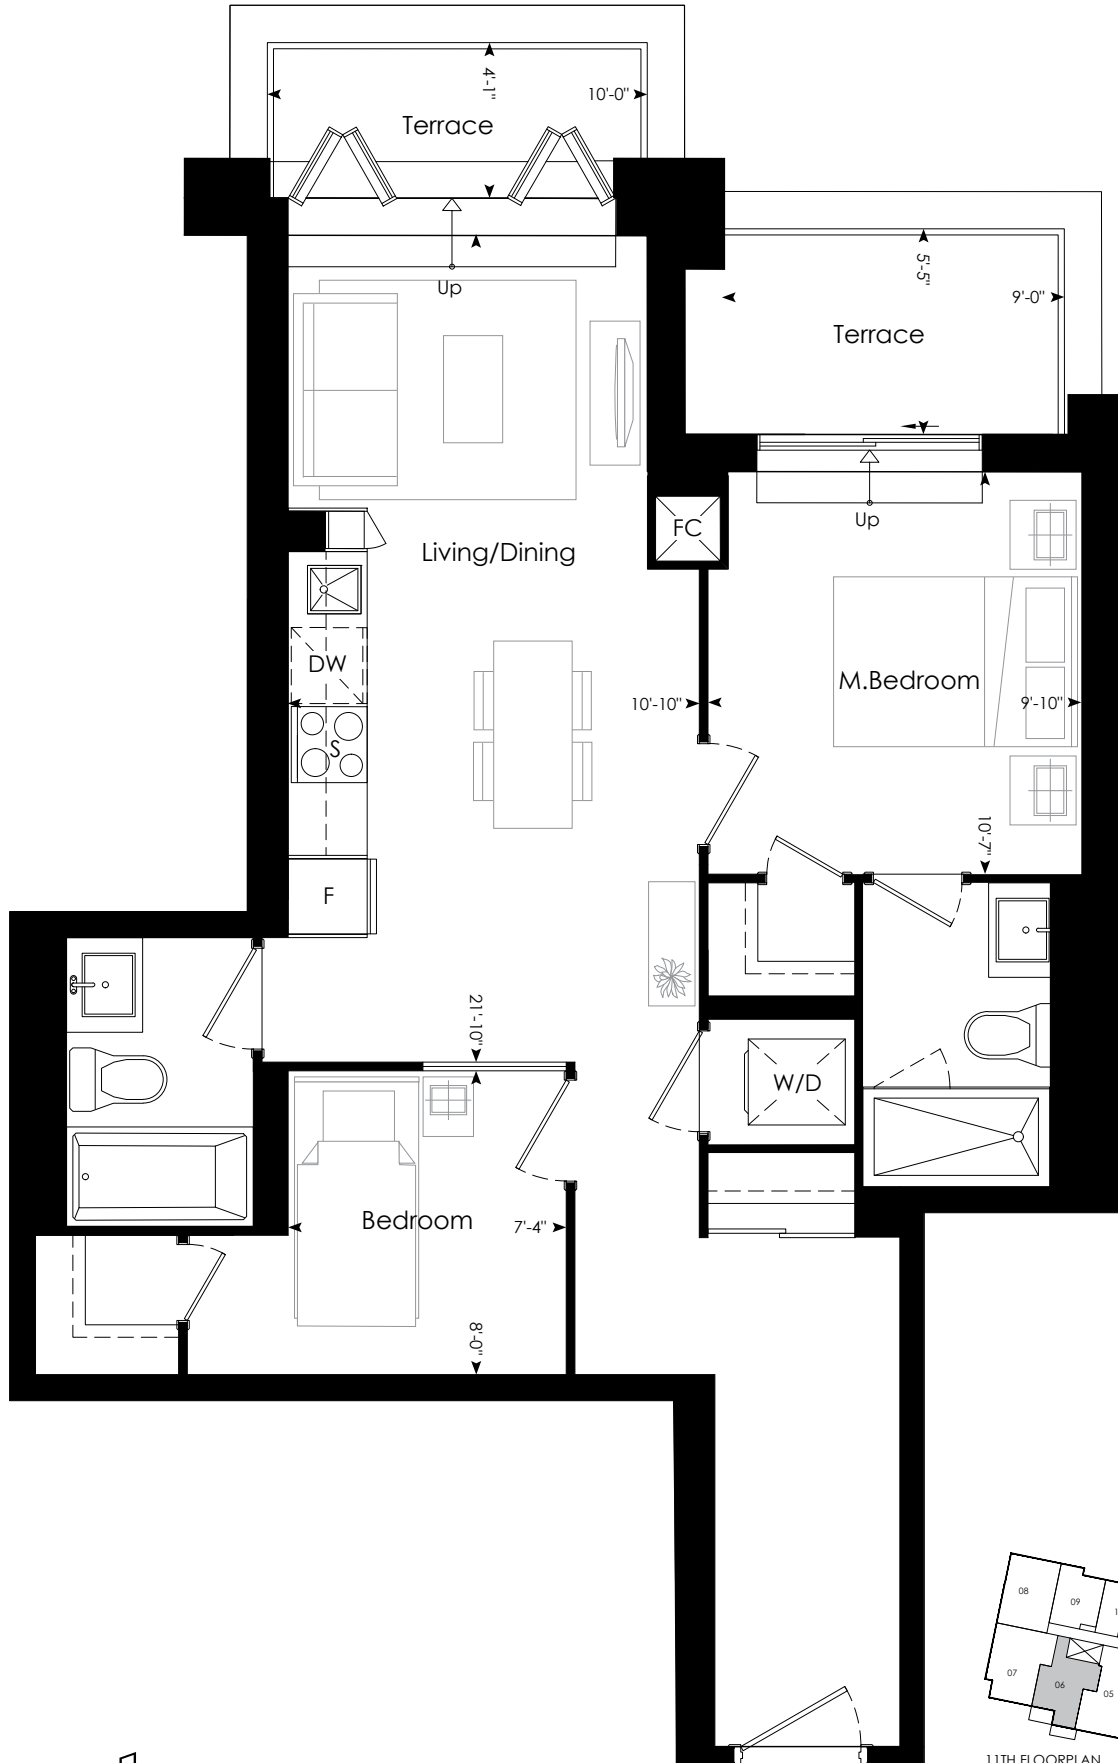 4'-1"
10'-0"
Terrace
Up
5'-5"
9'-0"
Terrace
Up
FC
Living/Dining
DW
M.Bedroom
10'-10"
9'-10"
S
10'-7"
F
21'-10"
W/D
Bedroom
7'-4"
8'-0"
08
09
1
07
06
05
11TH FLOORPLAN